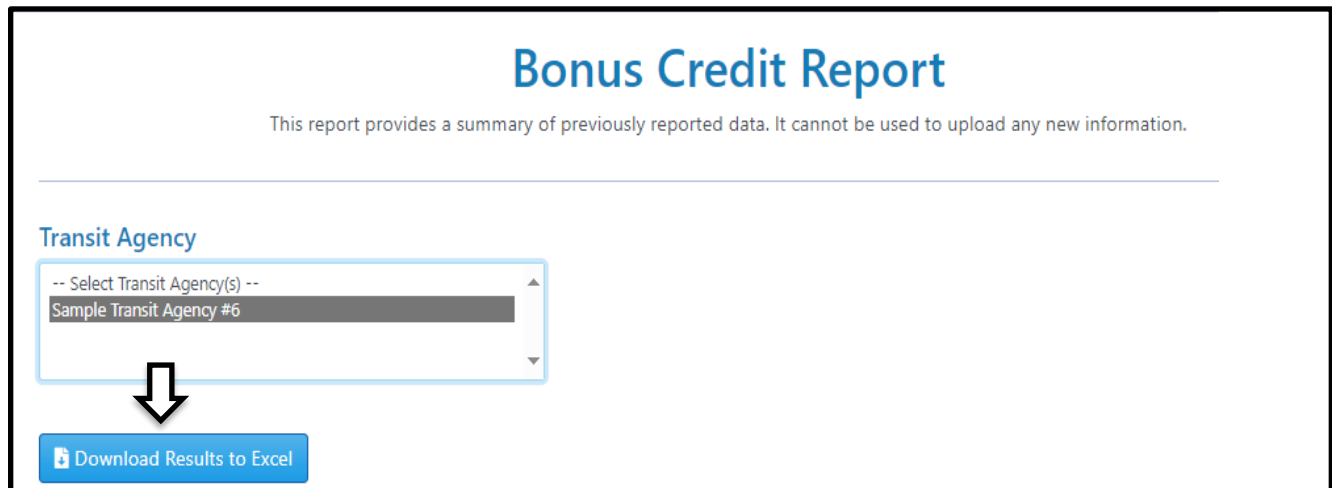 Bonus Credit Report
This report provides a summary of previously reported data. It cannot be used to upload any new information.
Transit Agency
-- Select Transit Agency(s) --
Sample Transit Agency #6
Download Results to Excel